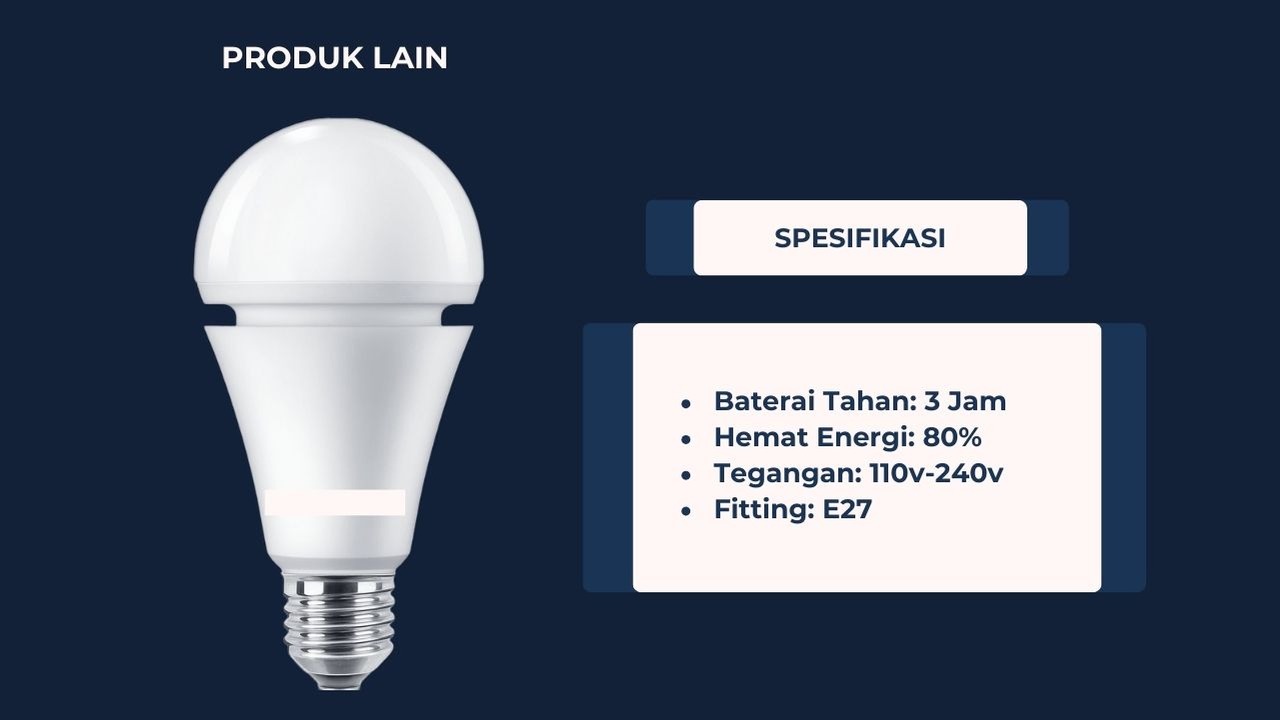 PRODUK LAIN
SPESIFIKASI
• Baterai Tahan: 3 Jam
• Hemat Energi: 80%
• Tegangan: 110v-240v
• Fitting: E27